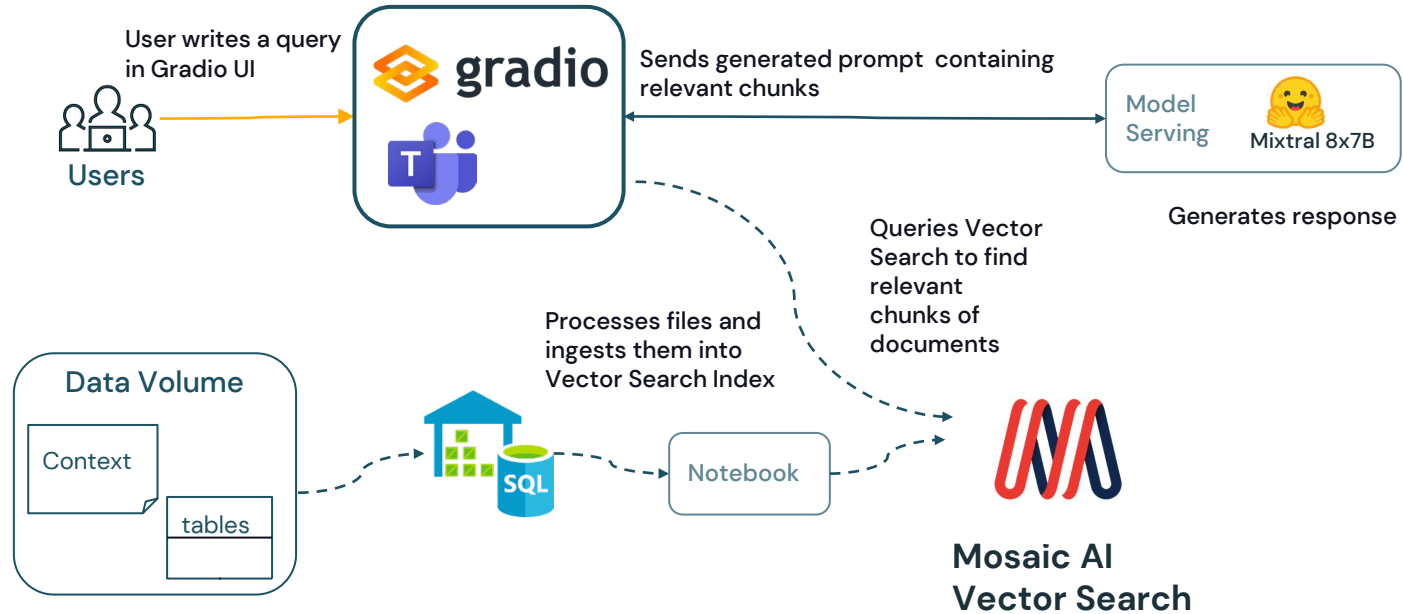 User writes a query
in Gradio UI
Users
gradio
T
Sends generated prompt containing
relevant chunks
Model
Serving
Mixtral 8x7B
Generates response
Queries Vector
Search to find
relevant
chunks of
documents
Processes files and
ingests them into
Vector Search Index
Data Volume
Context
tables
SQL
Notebook
Mosaic AI
Vector Search